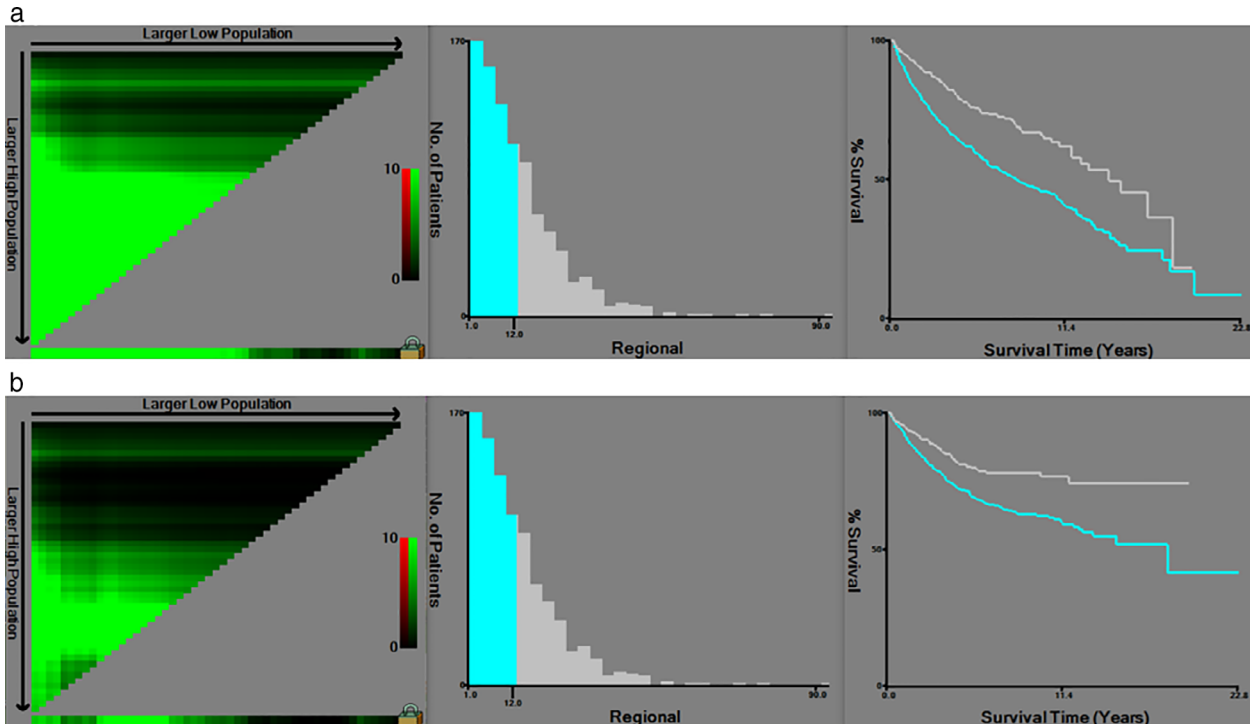 a
Larger Low Population
Larger High Population
10
0
No. of Patients
170
0
1.0
12.0
90.0
Regional
% Survival
100
50
0
0.0
11.4
22.8
Survival Time (Years)
b
Larger Low Population
Larger High Population
10
0
No. of Patients
170
0
1.0
12.0
90.0
Regional
% Survival
100
50
0
0.0
11.4
22.8
Survival Time (Years)